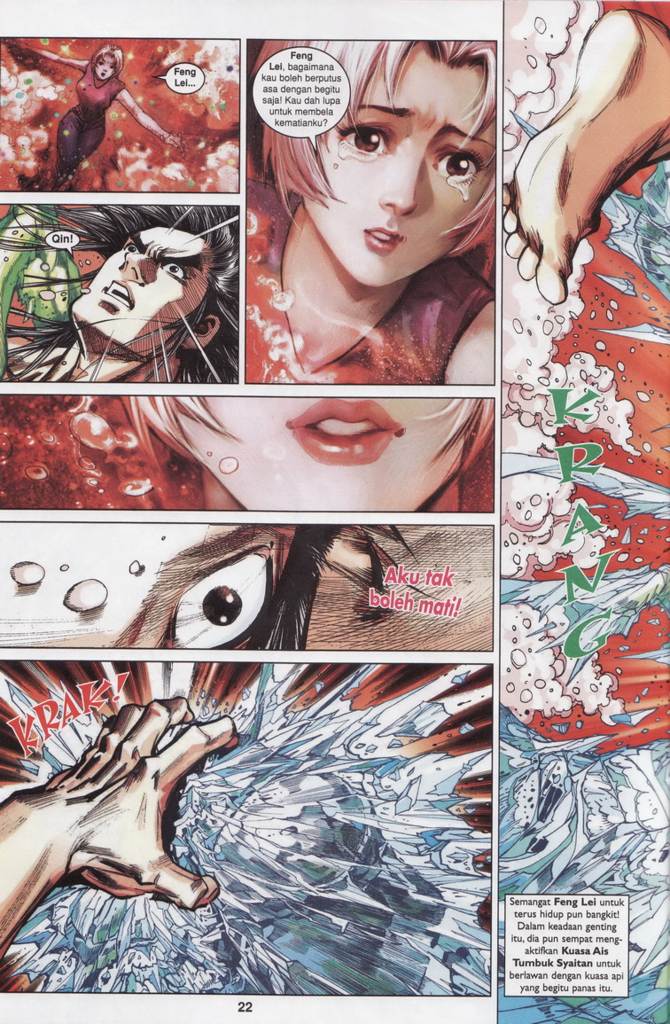 Feng
Lei...
Feng
Lei, bagaimana
kau boleh berputus
asa dengan begitu
saja! Kau dah lupa
untuk membela
kematianku?
Qin!
Aku tak
boleh mati!
KRAK!
KRANG
Semangat Feng Lei untuk
terus hidup pun bangkit!
Dalam keadaan genting
itu, dia pun sempat meng-
aktifkan Kuasa Ais
Tumbuk Syaitan untuk
berlawan dengan kuasa api
yang begitu panas itu.
22